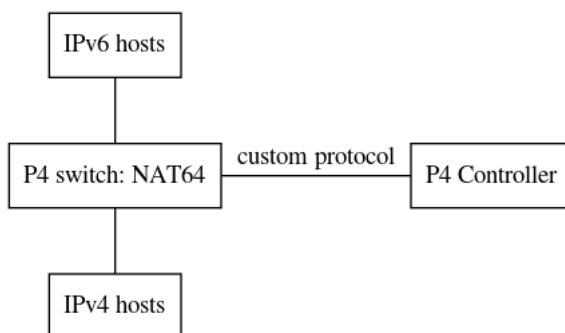 IPv6 hosts
custom protocol
P4 switch: NAT64
P4 Controller
IPv4 hosts